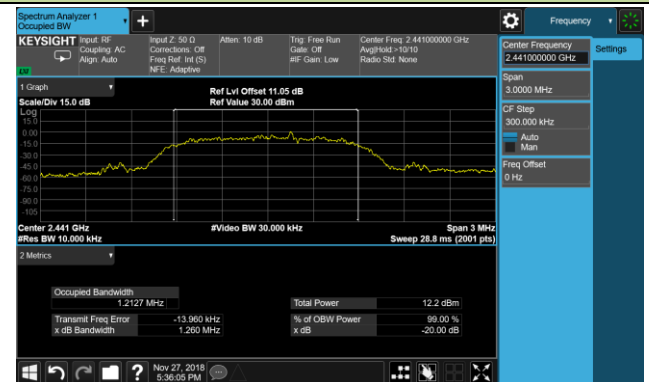 Spectrum Analyzer 1
Occupied BW
Frequency
KEYSIGHT
Input: RF
Coupling: AC
Align: Auto
Input Z: 50 Ω
Corrections: Off
Freq Ref: Int (S)
NFE: Adaptive
Atten: 10 dB
Trig: Free Run
Gate: Off
#IF Gain: Low
Center Freq: 2.441000000 GHz
Avg|Hold:>10/10
Radio Std: None
Center Frequency
2.441000000 GHz
Settings
Span
3.0000 MHz
CF Step
300.000 kHz
Auto
Man
Freq Offset
0 Hz
1 Graph
Scale/Div 15.0 dB
Ref Lvl Offset 11.05 dB
Ref Value 30.00 dBm
Log
15.0
0.00
-15.0
-30.0
-45.0
-60.0
-75.0
-90.0
-105
Center 2.441 GHz
#Video BW 30.000 kHz
Span 3 MHz
#Res BW 10.000 kHz
Sweep 28.8 ms (2001 pts)
2 Metrics
Occupied Bandwidth
1.2127 MHz
Total Power
12.2 dBm
Transmit Freq Error
-13.960 kHz
% of OBW Power
99.00 %
x dB Bandwidth
1.260 MHz
x dB
-20.00 dB
?
Nov 27, 2018
5:36:05 PM